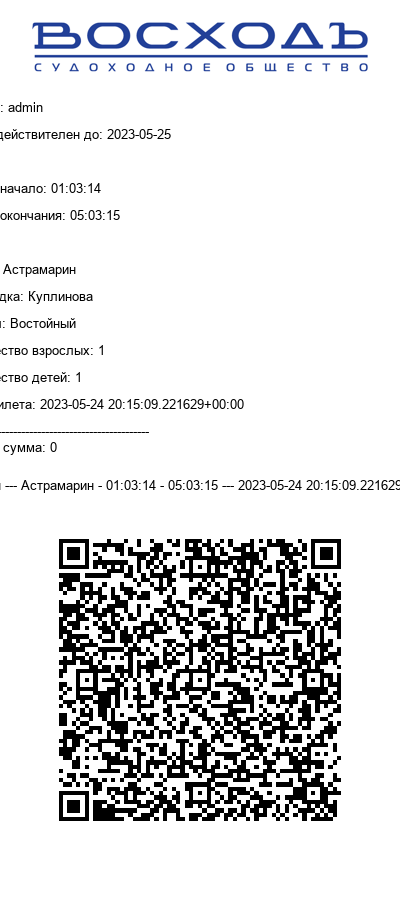 ВОСХОДЪ
СУДОХОДНОЕ ОБЩЕСТВО
: admin
действителен до: 2023-05-25
начало: 01:03:14
окончания: 05:03:15
Астрамарин
дка: Куплинова
: Востойный
ество взрослых: 1
ество детей: 1
илета: 2023-05-24 20:15:09.221629+00:00
---------------------------------------
сумма: 0
--- Астрамарин - 01:03:14 - 05:03:15 --- 2023-05-24 20:15:09.221629